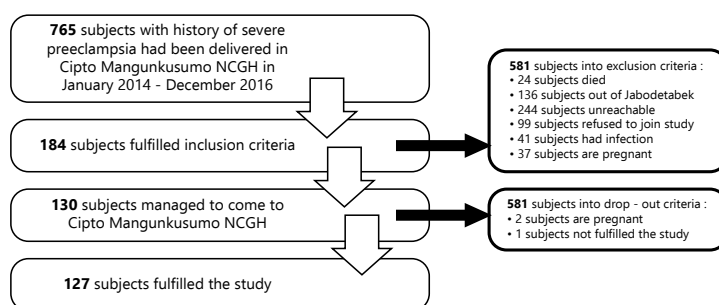 765 subjects with history of severe
preeclampsia had been delivered in
Cipto Mangunkusumo NCGH in
January 2014 - December 2016
581 subjects into exclusion criteria :
• 24 subjects died
• 136 subjects out of Jabodetabek
• 244 subjects unreachable
• 99 subjects refused to join study
• 41 subjects had infection
• 37 subjects are pregnant
184 subjects fulfilled inclusion criteria
130 subjects managed to come to
Cipto Mangunkusumo NCGH
581 subjects into drop - out criteria :
• 2 subjects are pregnant
• 1 subjects not fulfilled the study
127 subjects fulfilled the study